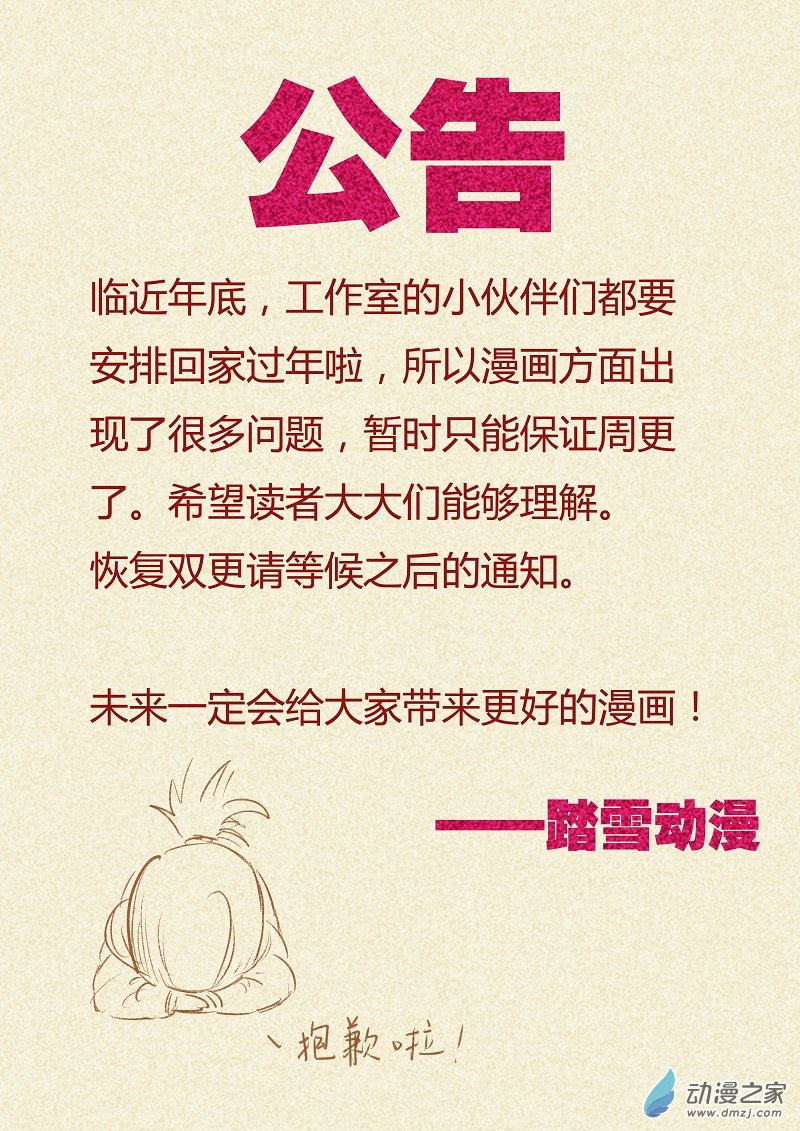 公告
临近年底，工作室的小伙伴们都要
安排回家过年啦，所以漫画方面出
现了很多问题，暂时只能保证周更
了。希望读者大大们能够理解。
恢复双更请等候之后的通知。
未来一定会给大家带来更好的漫画！
——踏雪动漫
抱歉啦！
动漫之家
www.dmzj.com